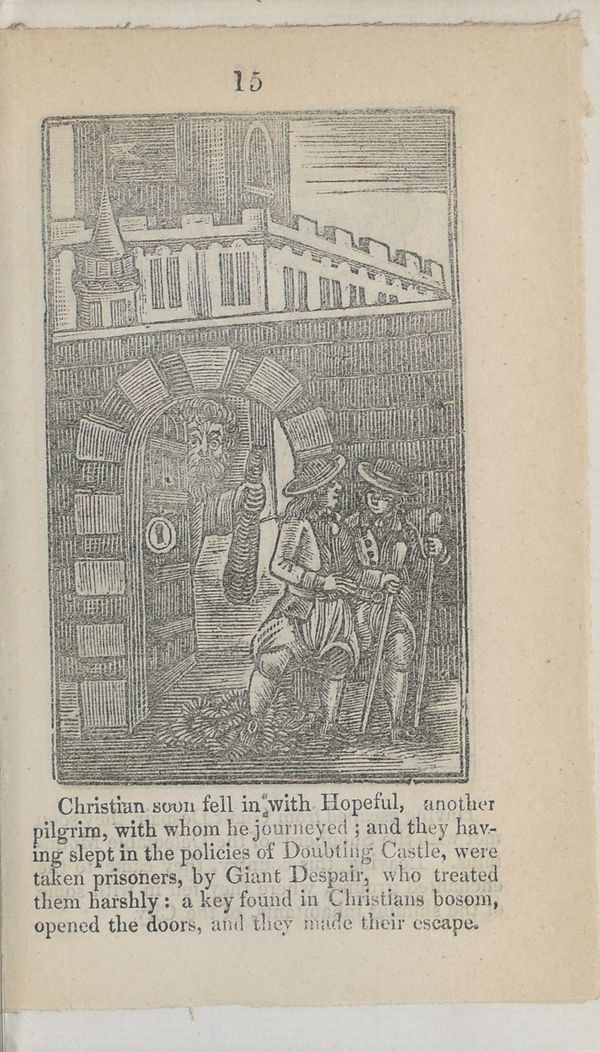 15
Christian soon fell in with Hopeful, another
pilgrim, with whom he journeyed ; and they hav-
ing slept in the policies of Doubting Castle, were
taken prisoners, by Giant Despair, who treated
them harshly : a key found in Christians bosom,
opened the doors, and they made their escape.